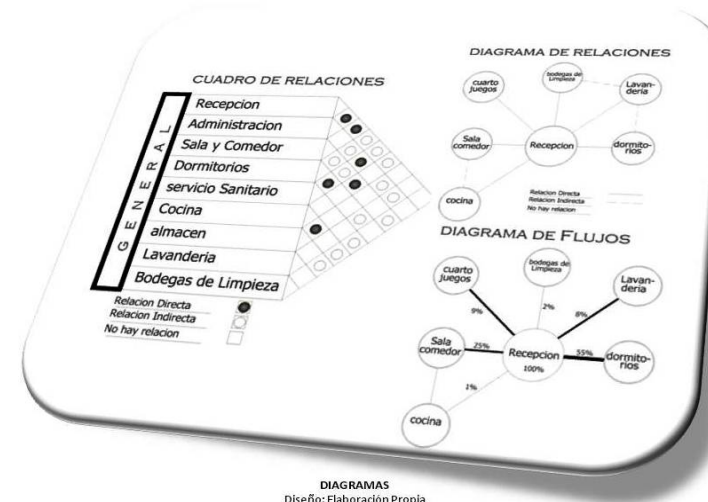 CUADRO DE RELACIONES
GENERAL
Recepcion
Administracion
Sala y Comedor
Dormitorios
servicio Sanitario
Cocina
almacen
Lavanderia
Bodegas de Limpieza
Relacion Directa
Relacion Indirecta
No hay relacion
DIAGRAMA DE RELACIONES
cuarto
juegos
bodegas de
Limpieza
Lavan-
deria
Sala
comedor
Recepcion
dormito-
rios
cocina
Relacion Directa
Relacion Indirecta
No hay relacion
DIAGRAMA DE FLUJOS
cuarto
juegos
bodegas de
Limpieza
Lavan-
deria
9%
2%
8%
Sala
comedor
25%
Recepcion
100%
55%
dormito-
rios
1%
cocina
DIAGRAMAS
Diseño: Elaboración Propia